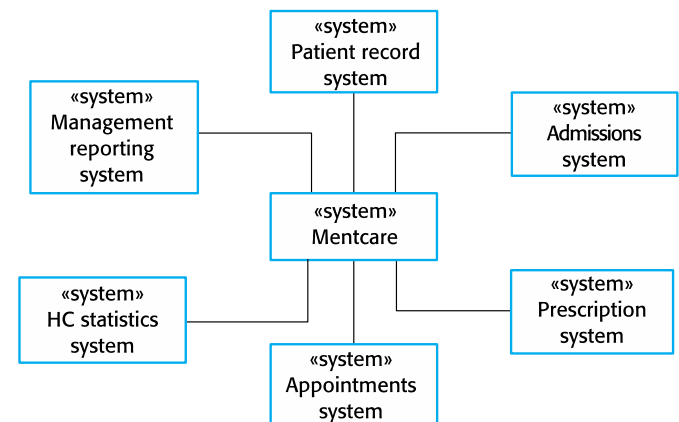 «system»
Patient record
system
«system»
Management
reporting
system
«system»
Admissions
system
«system»
Mentcare
«system»
HC statistics
system
«system»
Prescription
system
«system»
Appointments
system